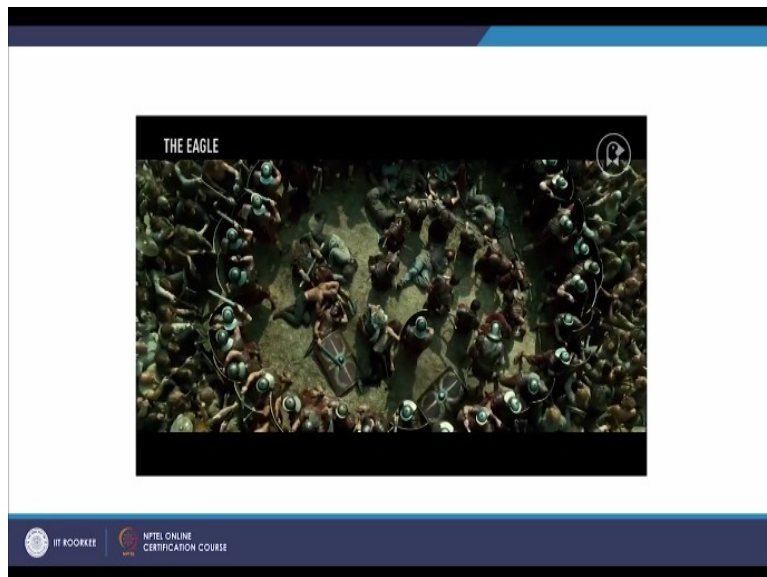 THE EAGLE
IIT ROORKEE
NPTEL ONLINE
CERTIFICATION COURSE